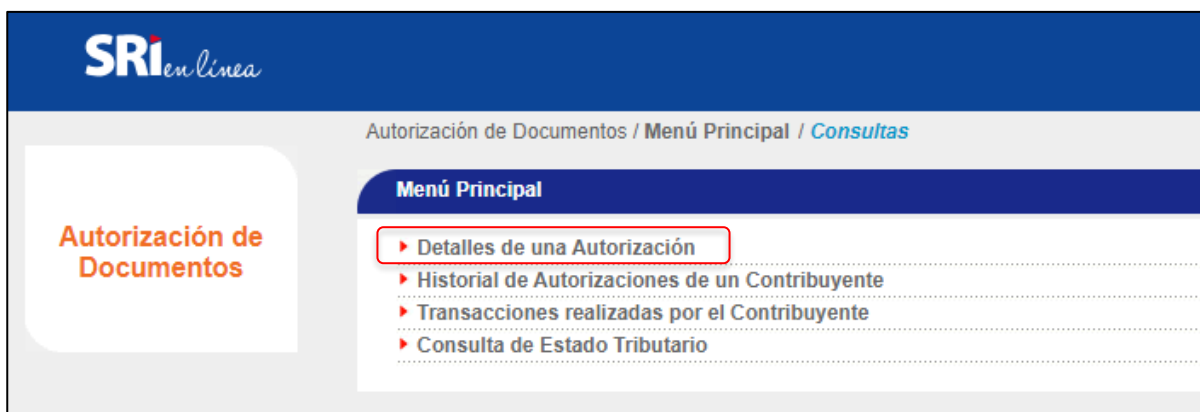 SRi en línea
Autorización de Documentos / Menú Principal / Consultas
Menú Principal
Autorización de
Documentos
Detalles de una Autorización
Historial de Autorizaciones de un Contribuyente
Transacciones realizadas por el Contribuyente
Consulta de Estado Tributario